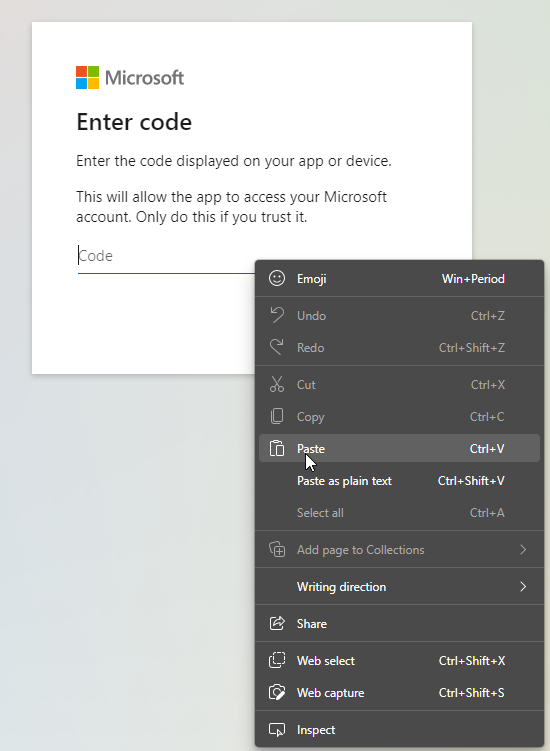 Microsoft
Enter code
Enter the code displayed on your app or device.
This will allow the app to access your Microsoft
account. Only do this if you trust it.
Code
Emoji Win+Period
Undo Ctrl+Z
Redo Ctrl+Shift+Z
Cut Ctrl+X
Copy Ctrl+C
Paste Ctrl+V
Paste as plain text Ctrl+Shift+V
Select all Ctrl+A
Add page to Collections
Writing direction
Share
Web select Ctrl+Shift+X
Web capture Ctrl+Shift+S
Inspect